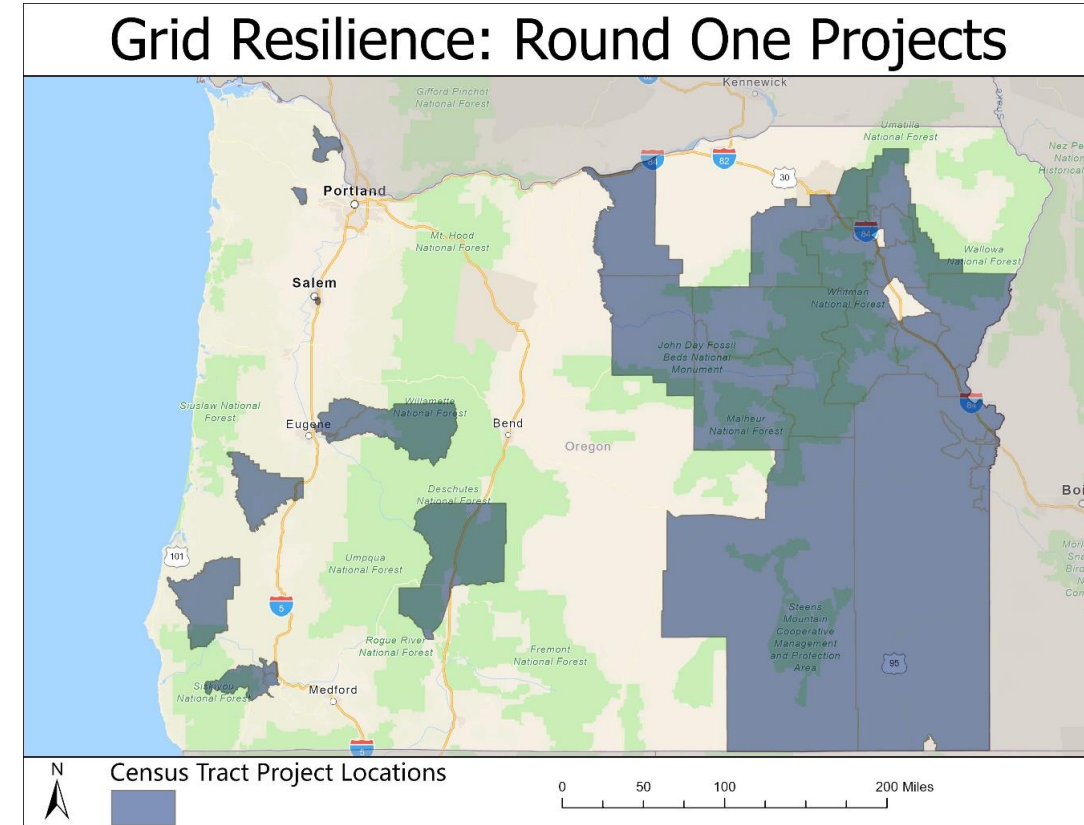 Grid Resilience: Round One Projects
Kennewick
Gifford Pinchot
National Forest
Snake
Umatilla
National Forest
84
82
30
Portland
Mt. Hood
National Forest
84
Wallowa
National Forest
Salem
Whitman
National Forest
John Day Fossil
Beds National
Monument
Siuslaw National
Forest
Willamette
National Forest
84
Eugene
Bend
Malheur
National Forest
Oregon
Deschutes
National Forest
101
Umpqua
National Forest
5
Steens
Mountain
Cooperative
Management
and Protection
Area
Rogue River
National Forest
Fremont
National Forest
95
Siskiyou
National Forest
Medford
5
N
Census Tract Project Locations
0 50 100 200 Miles